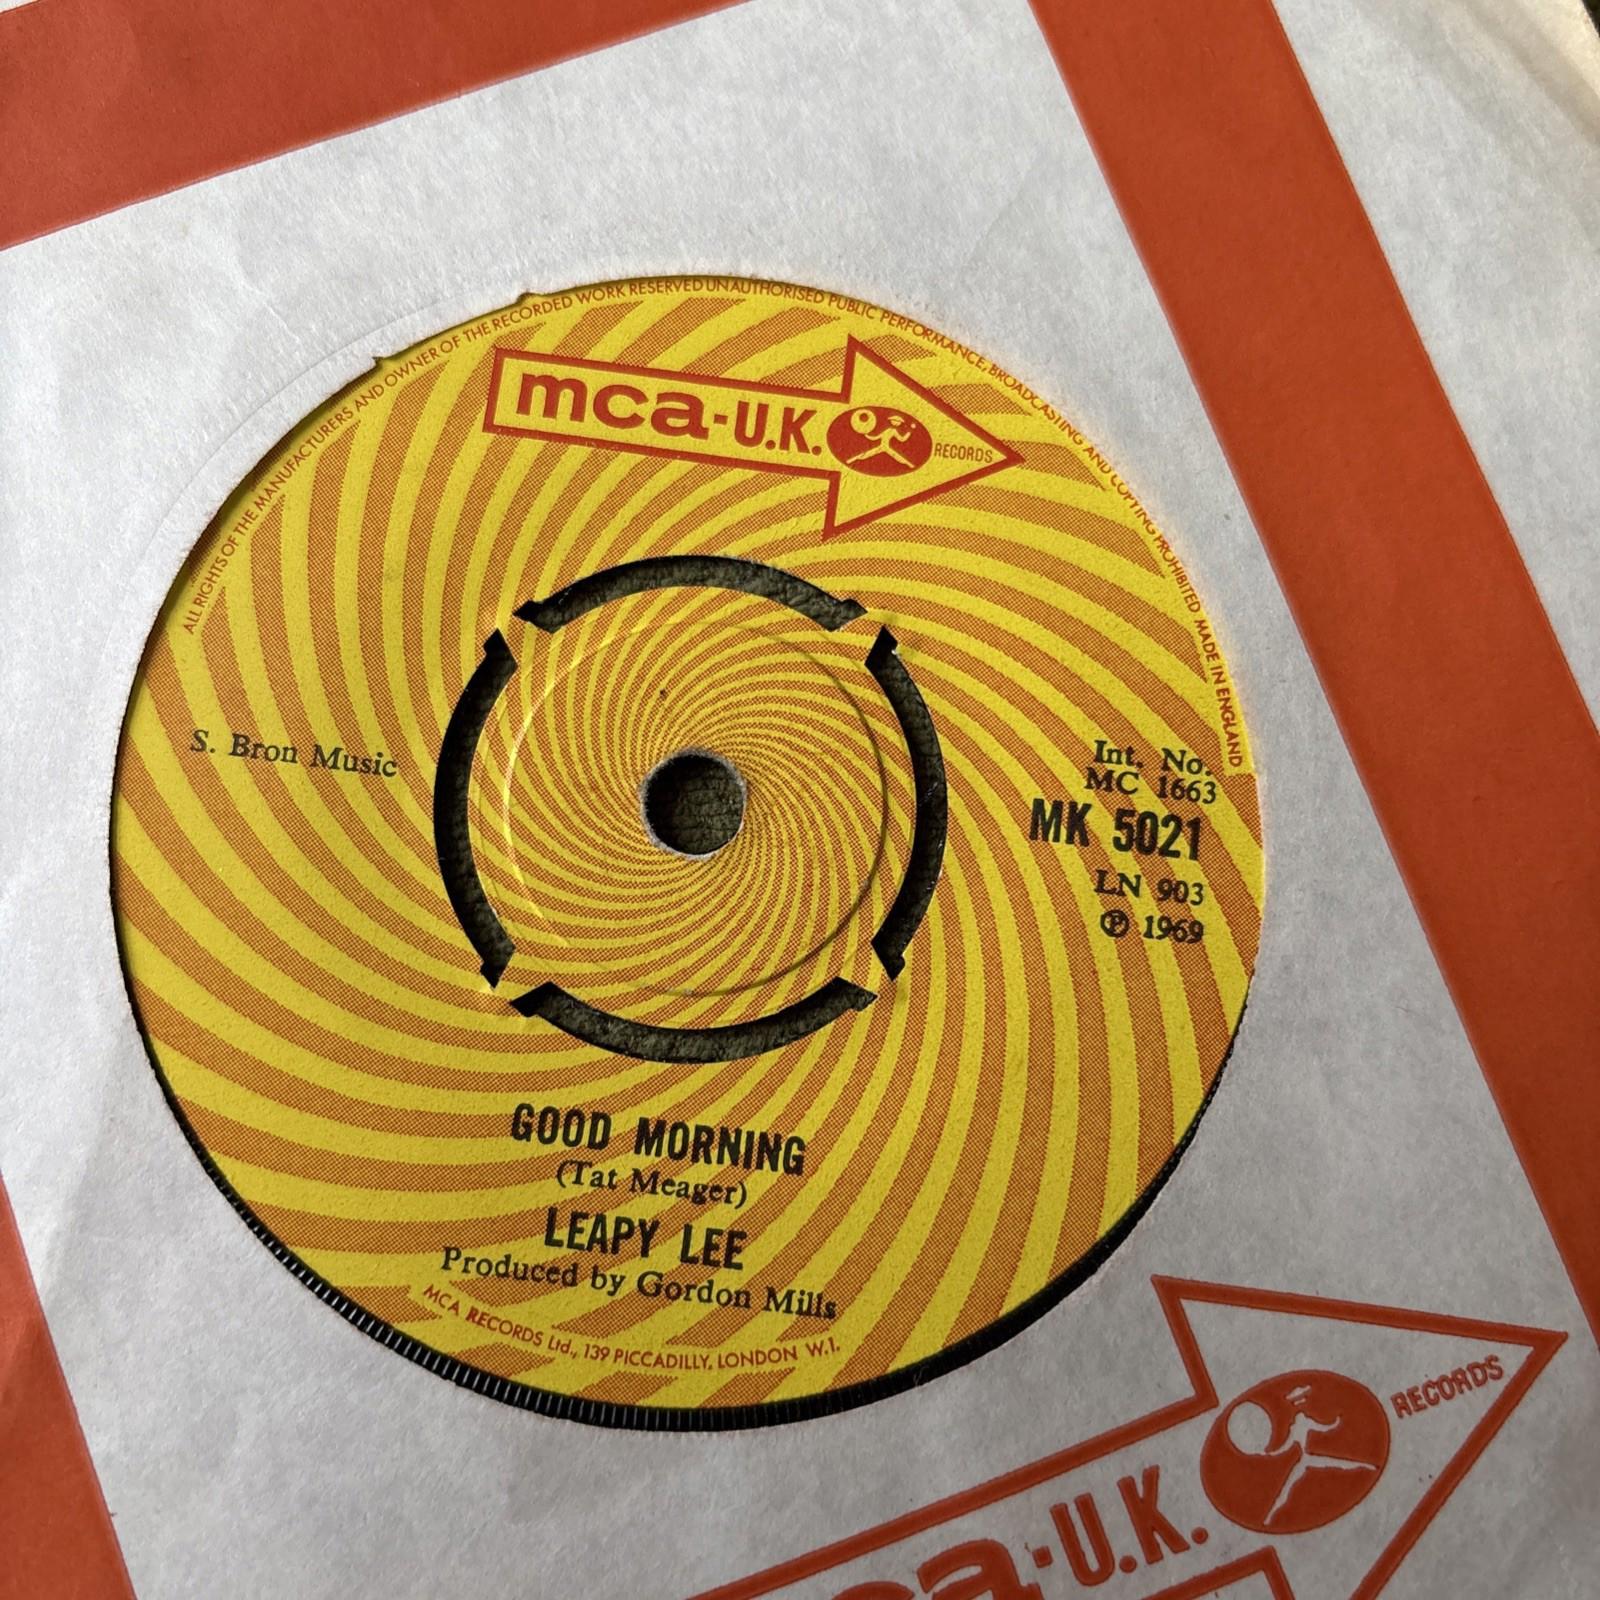 ALL RIGHTS OF THE MANUFACTURERS AND OWNER OF THE RECORDED WORK RESERVED UNAUTHORISED PUBLIC PERFORMANCE, BROADCASTING AND COPYING PROHIBITED MADE IN ENGLAND
mca-U.K.
RECORDS
S. Bron Music
Int. No.
MC 1663
MK 5021
LN 903
℗ 1969
GOOD MORNING
(Tat Meager)
LEAPY LEE
Produced by Gordon Mills
MCA RECORDS Ltd., 139 PICCADILLY, LONDON W.1.
ca-U.K.
RECORDS